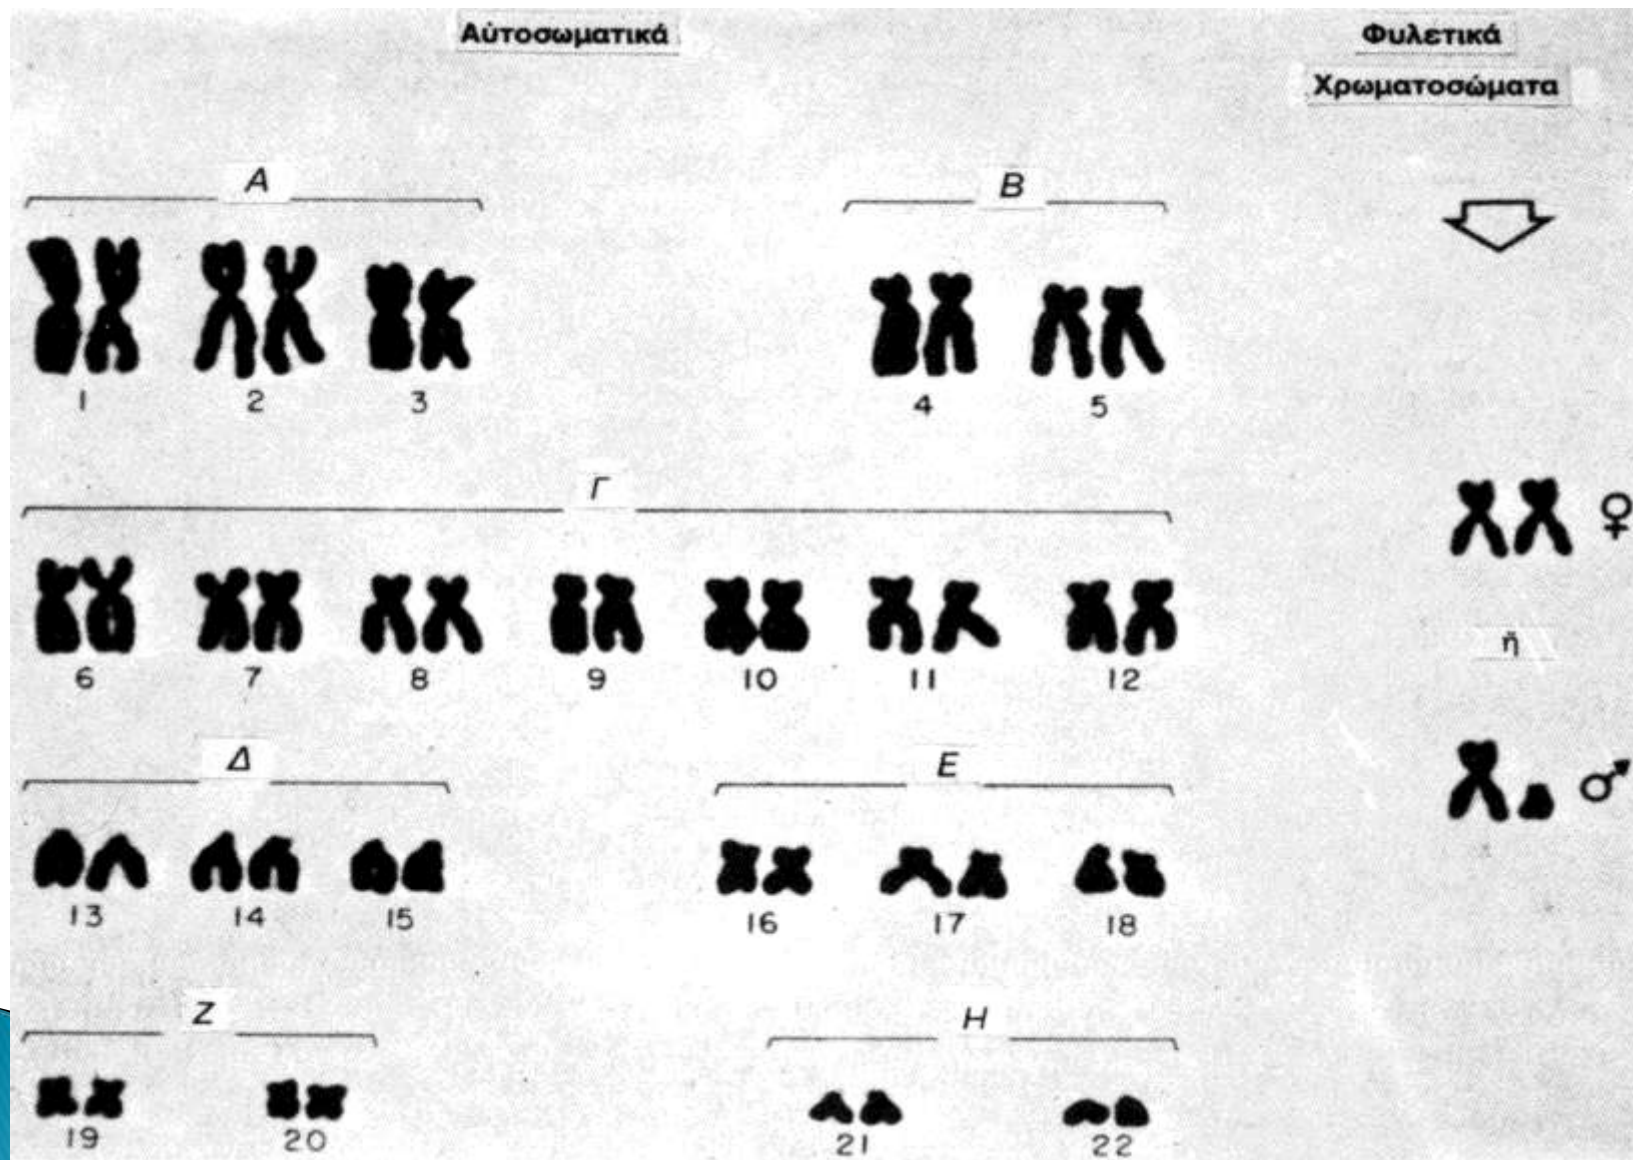 Αὐτοσωματικά
Φυλετικά
Χρωματοσώματα
Α Β
1 2 3 4 5
Γ
6 7 8 9 10 11 12
♀
ἤ
♂
Δ Ε
13 14 15 16 17 18
Ζ Η
19 20 21 22